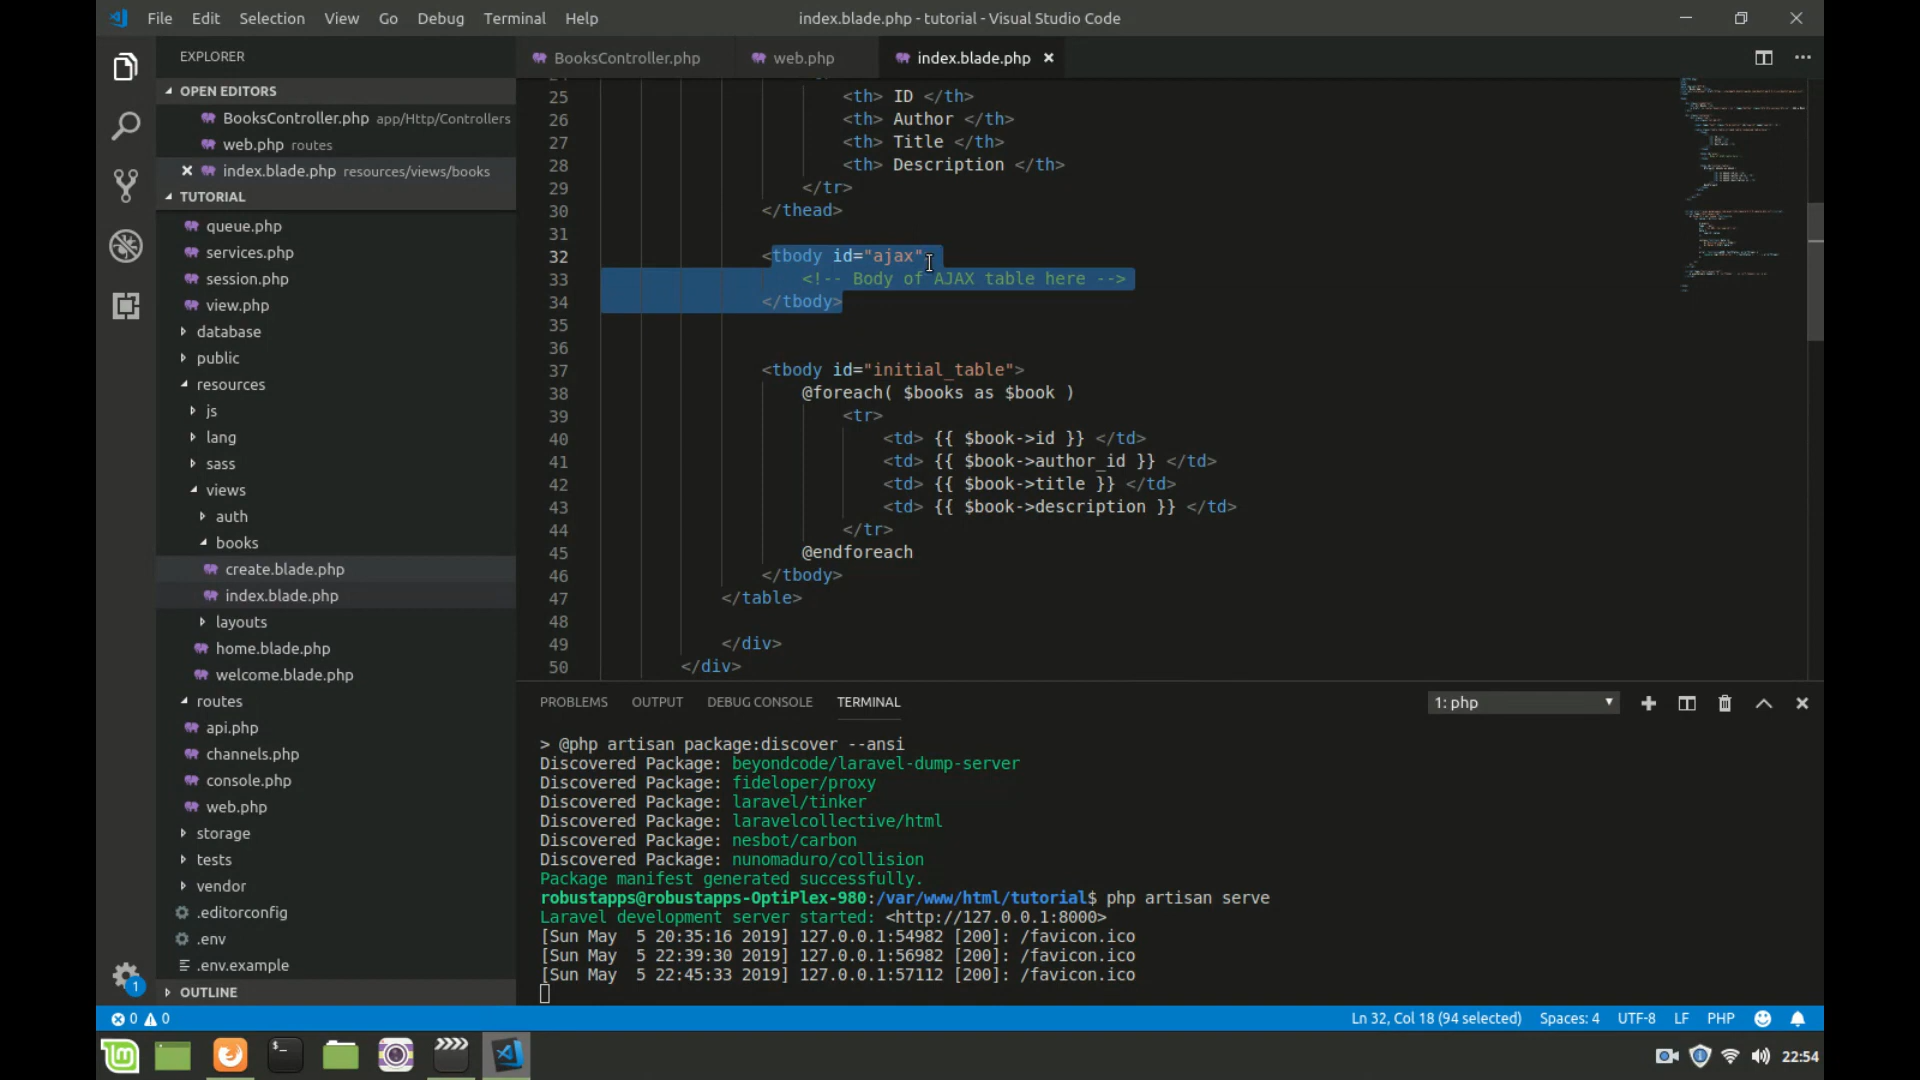 File Edit Selection View Go Debug Terminal Help
index.blade.php - tutorial - Visual Studio Code
EXPLORER
OPEN EDITORS
BooksController.php app/Http/Controllers
web.php routes
index.blade.php resources/views/books
TUTORIAL
queue.php
services.php
session.php
view.php
database
public
resources
js
lang
sass
views
auth
books
create.blade.php
index.blade.php
layouts
home.blade.php
welcome.blade.php
routes
api.php
channels.php
console.php
web.php
storage
tests
vendor
.editorconfig
.env
.env.example
OUTLINE
BooksController.php web.php index.blade.php
25 <th> ID </th>
26 <th> Author </th>
27 <th> Title </th>
28 <th> Description </th>
29 </tr>
30 </thead>
31
32 <tbody id="ajax"
33 <!-- Body of AJAX table here -->
34 </tbody>
35
36
37 <tbody id="initial_table">
38 @foreach( $books as $book )
39 <tr>
40 <td> {{ $book->id }} </td>
41 <td> {{ $book->author_id }} </td>
42 <td> {{ $book->title }} </td>
43 <td> {{ $book->description }} </td>
44 </tr>
45 @endforeach
46 </tbody>
47 </table>
48
49 </div>
50 </div>
PROBLEMS OUTPUT DEBUG CONSOLE TERMINAL 1: php
> @php artisan package:discover --ansi
Discovered Package: beyondcode/laravel-dump-server
Discovered Package: fideloper/proxy
Discovered Package: laravel/tinker
Discovered Package: laravelcollective/html
Discovered Package: nesbot/carbon
Discovered Package: nunomaduro/collision
Package manifest generated successfully.
robustapps@robustapps-OptiPlex-980:/var/www/html/tutorial$ php artisan serve
Laravel development server started: <http://127.0.0.1:8000>
[Sun May  5 20:35:16 2019] 127.0.0.1:54982 [200]: /favicon.ico
[Sun May  5 22:39:30 2019] 127.0.0.1:56982 [200]: /favicon.ico
[Sun May  5 22:45:33 2019] 127.0.0.1:57112 [200]: /favicon.ico
1
0 0 Ln 32, Col 18 (94 selected) Spaces: 4 UTF-8 LF PHP
22:54